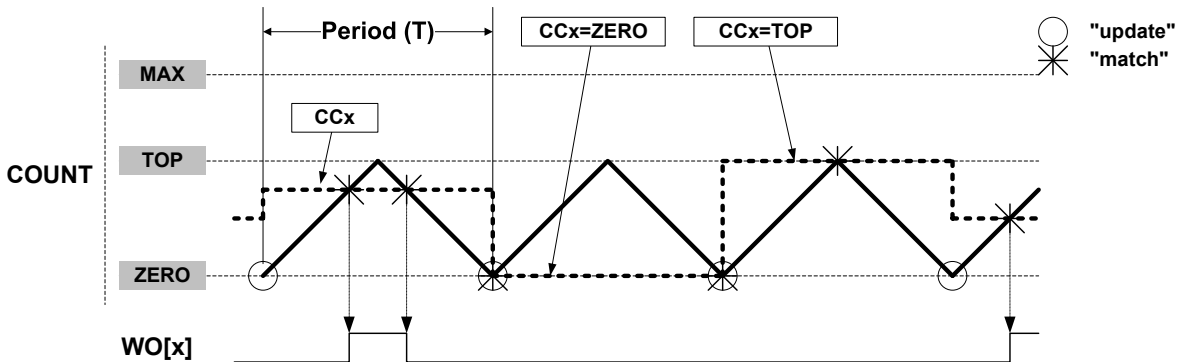 Period (T)
CCx=ZERO
CCx=TOP
"update"
"match"
MAX
CCx
TOP
COUNT
ZERO
WO[x]